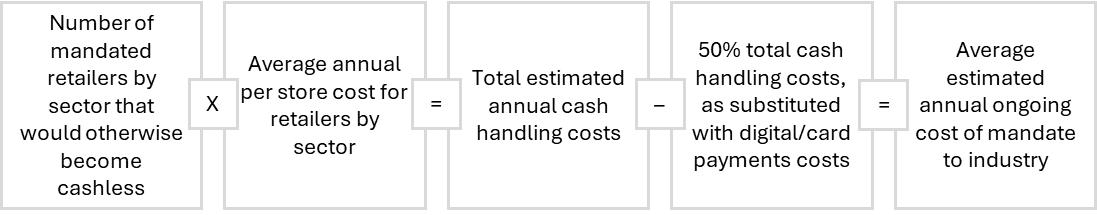 Number of
mandated
retailers by
sector that
would otherwise
become
cashless
X
Average annual
per store cost for
retailers by
sector
=
Total estimated
annual cash
handling costs
–
50% total cash
handling costs,
as substituted
with digital/card
payments costs
=
Average
estimated
annual ongoing
cost of mandate
to industry